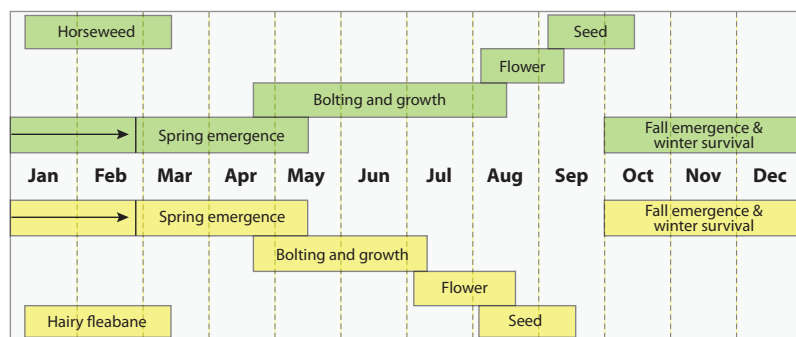 Horseweed
Seed
Flower
Bolting and growth
Spring emergence
Fall emergence &
winter survival
Jan Feb Mar Apr May Jun Jul Aug Sep Oct Nov Dec
Spring emergence
Fall emergence &
winter survival
Bolting and growth
Flower
Hairy fleabane
Seed